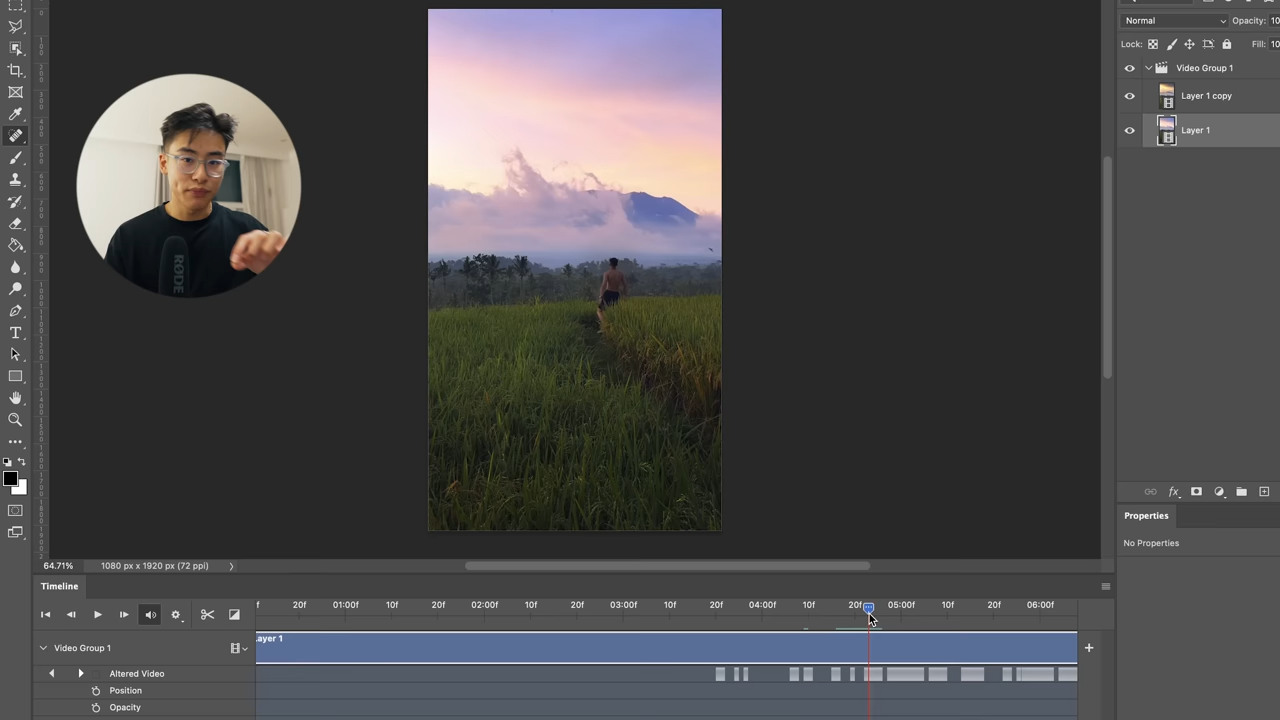 Normal
Opacity: 10
Lock:
Fill: 10
Video Group 1
Layer 1 copy
Layer 1
RØDE
Properties
No Properties
64.71%
1080 px x 1920 px (72 ppi)
Timeline
f 20f 01:00f 10f 20f 02:00f 10f 20f 03:00f 10f 20f 04:00f 10f 20f 05:00f 10f 20f 06:00f
ayer 1
Video Group 1
Altered Video
Position
Opacity